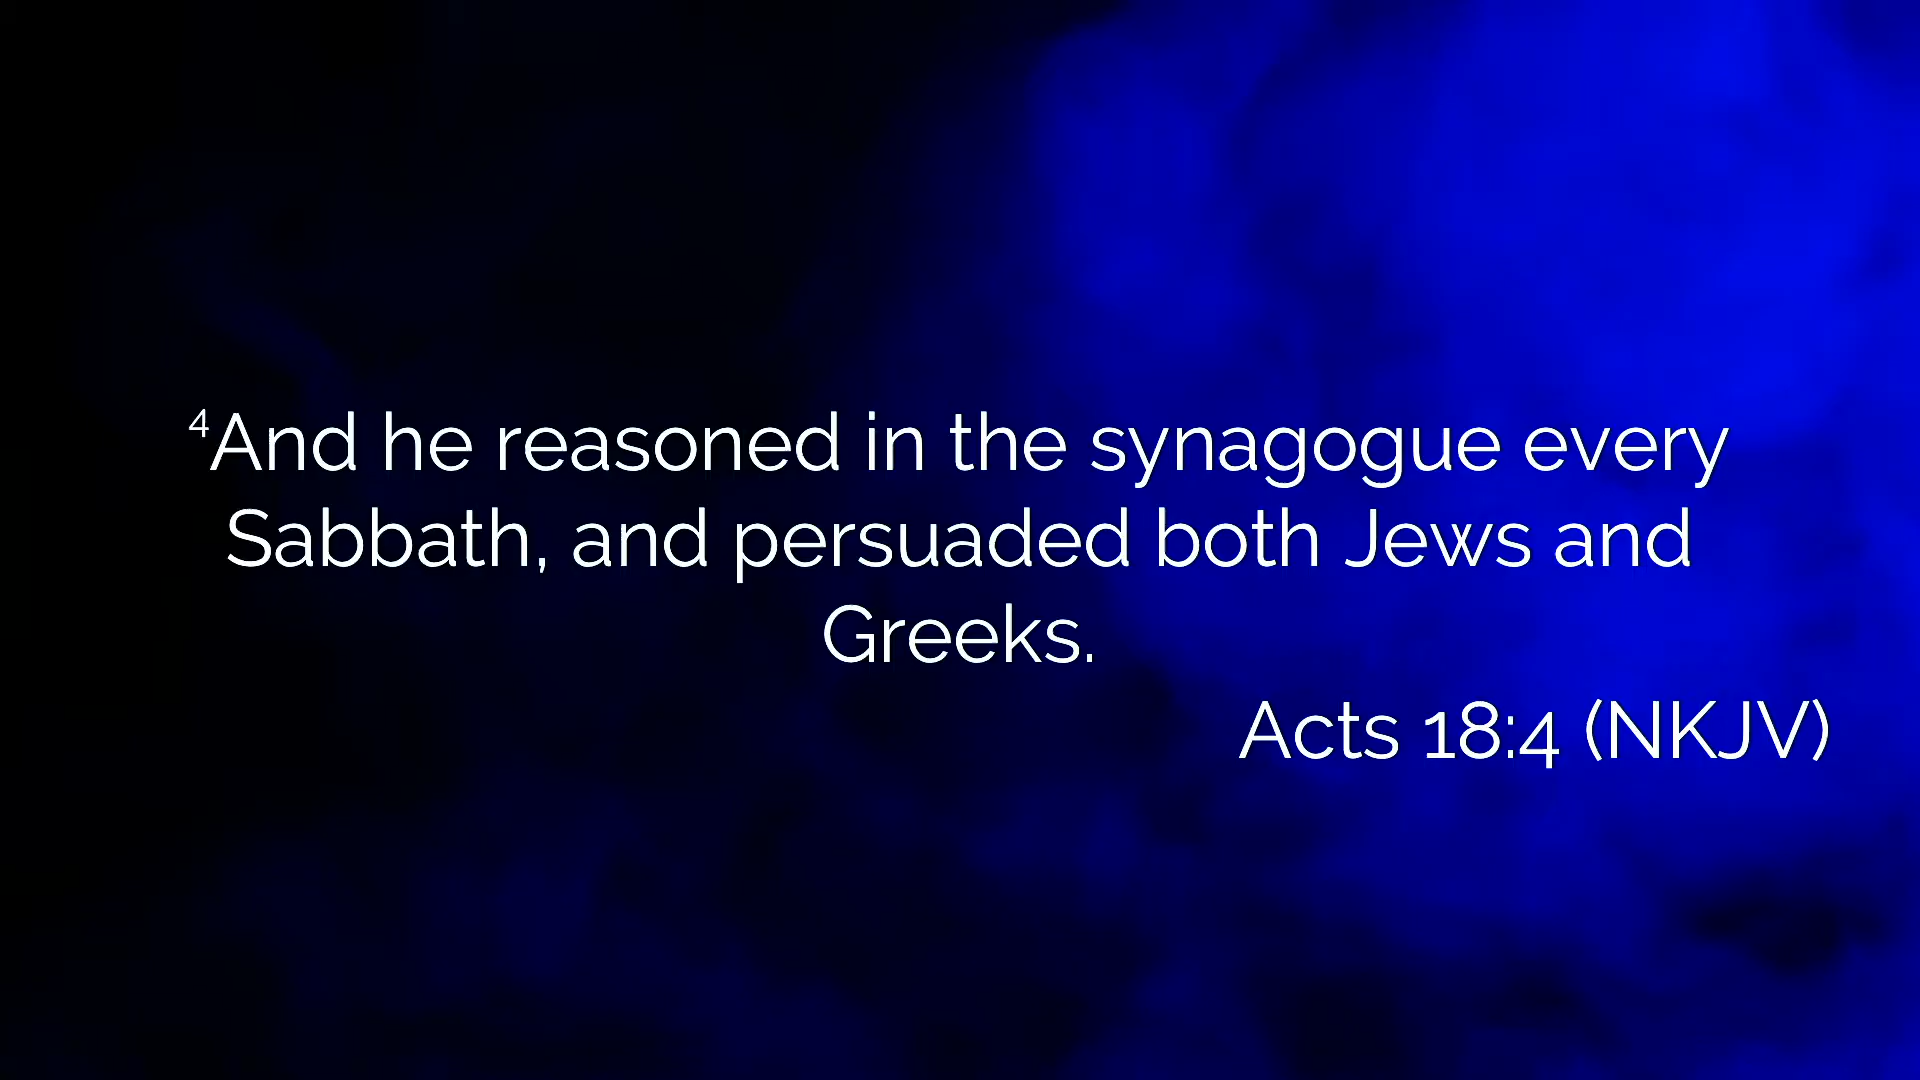 ⁴And he reasoned in the synagogue every
Sabbath, and persuaded both Jews and
Greeks.
Acts 18:4 (NKJV)